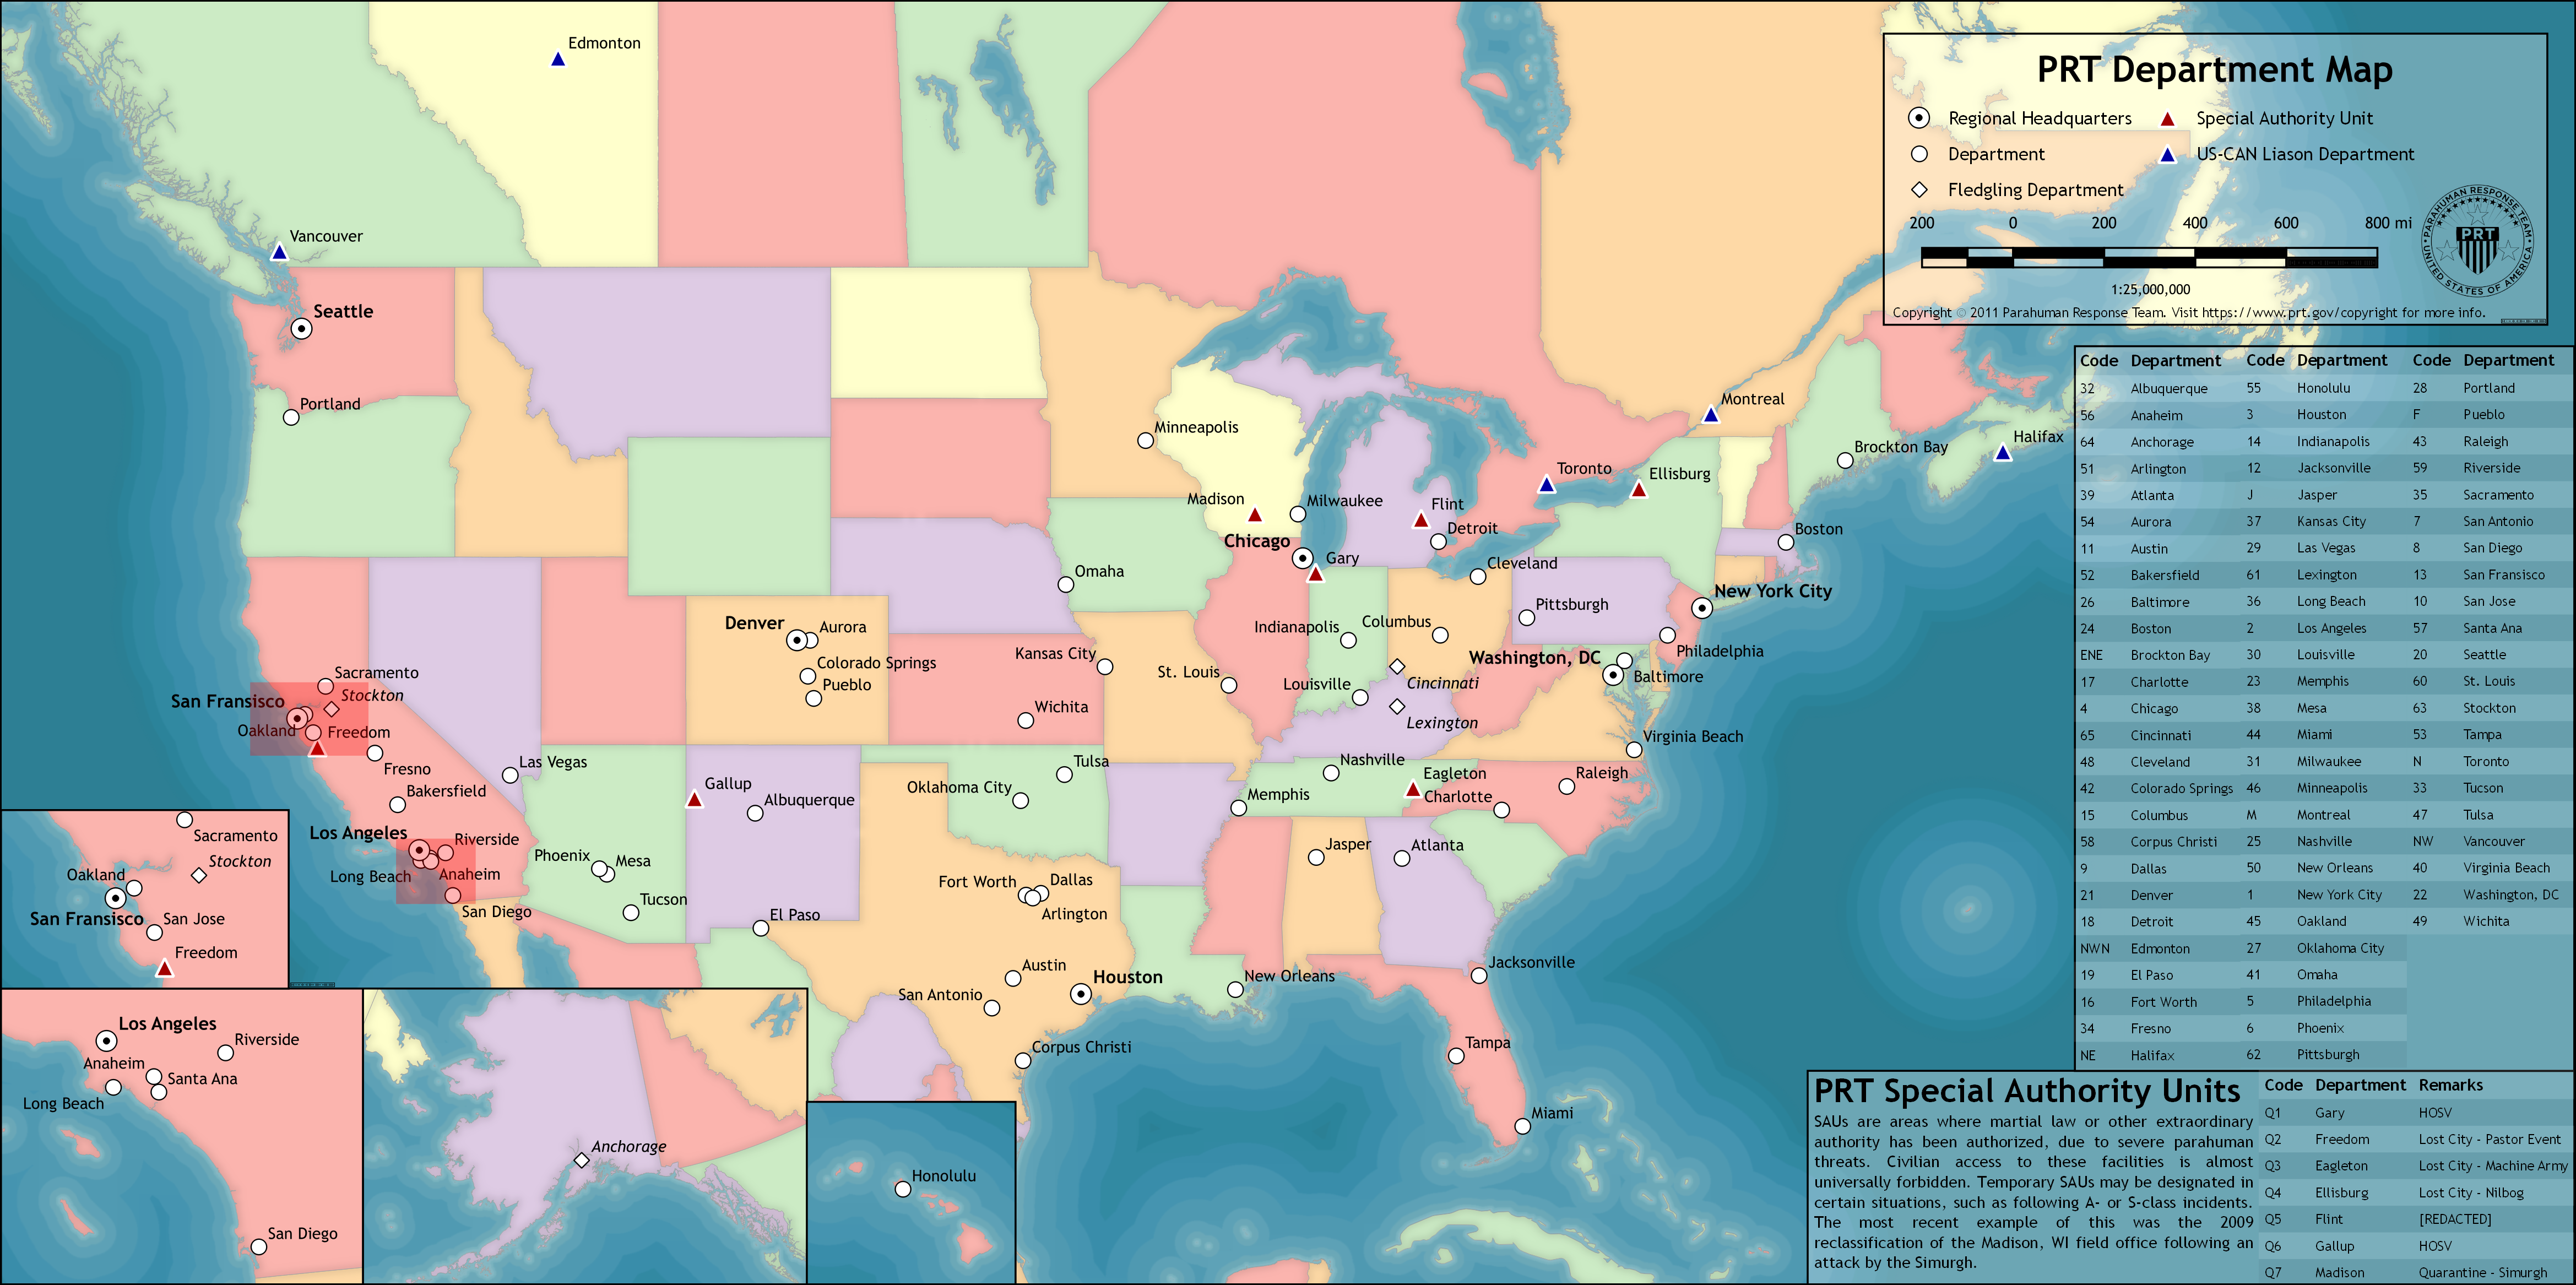 PRT Department Map
Regional Headquarters
Special Authority Unit
Department
US-CAN Liason Department
Fledgling Department
200 0 200 400 600 800 mi
1:25,000,000
Copyright © 2011 Parahuman Response Team. Visit https://www.prt.gov/copyright for more info.
PARAHUMAN RESPONSE TEAM
PRT
UNITED STATES OF AMERICA
Edmonton
Vancouver
Seattle
Portland
Minneapolis
Madison
Milwaukee
Chicago
Gary
Flint
Detroit
Toronto
Ellisburg
Montreal
Brockton Bay
Halifax
Boston
New York City
Cleveland
Pittsburgh
Philadelphia
Columbus
Indianapolis
Washington, DC
Baltimore
Cincinnati
Louisville
Lexington
Virginia Beach
Omaha
Denver
Aurora
Colorado Springs
Pueblo
Kansas City
St. Louis
Wichita
Sacramento
Stockton
San Fransisco
Oakland
Freedom
Fresno
Las Vegas
Bakersfield
Los Angeles
Riverside
Long Beach
Anaheim
San Diego
Gallup
Albuquerque
Phoenix
Mesa
Tucson
El Paso
Tulsa
Oklahoma City
Nashville
Eagleton
Raleigh
Memphis
Charlotte
Jasper
Atlanta
Fort Worth
Dallas
Arlington
Austin
Houston
San Antonio
Corpus Christi
New Orleans
Jacksonville
Tampa
Miami
Sacramento
Stockton
Oakland
San Fransisco
San Jose
Freedom
Los Angeles
Riverside
Anaheim
Santa Ana
Long Beach
San Diego
Anchorage
Honolulu
Code Department Code Department Code Department
32 Albuquerque 55 Honolulu 28 Portland
56 Anaheim 3 Houston F Pueblo
64 Anchorage 14 Indianapolis 43 Raleigh
51 Arlington 12 Jacksonville 59 Riverside
39 Atlanta J Jasper 35 Sacramento
54 Aurora 37 Kansas City 7 San Antonio
11 Austin 29 Las Vegas 8 San Diego
52 Bakersfield 61 Lexington 13 San Fransisco
26 Baltimore 36 Long Beach 10 San Jose
24 Boston 2 Los Angeles 57 Santa Ana
ENE Brockton Bay 30 Louisville 20 Seattle
17 Charlotte 23 Memphis 60 St. Louis
4 Chicago 38 Mesa 63 Stockton
65 Cincinnati 44 Miami 53 Tampa
48 Cleveland 31 Milwaukee N Toronto
42 Colorado Springs 46 Minneapolis 33 Tucson
15 Columbus M Montreal 47 Tulsa
58 Corpus Christi 25 Nashville NW Vancouver
9 Dallas 50 New Orleans 40 Virginia Beach
21 Denver 1 New York City 22 Washington, DC
18 Detroit 45 Oakland 49 Wichita
NWN Edmonton 27 Oklahoma City
19 El Paso 41 Omaha
16 Fort Worth 5 Philadelphia
34 Fresno 6 Phoenix
NE Halifax 62 Pittsburgh
PRT Special Authority Units
SAUs are areas where martial law or other extraordinary
authority has been authorized, due to severe parahuman
threats. Civilian access to these facilities is almost
universally forbidden. Temporary SAUs may be designated in
certain situations, such as following A- or S-class incidents.
The most recent example of this was the 2009
reclassification of the Madison, WI field office following an
attack by the Simurgh.
Code Department Remarks
Q1 Gary HOSV
Q2 Freedom Lost City - Pastor Event
Q3 Eagleton Lost City - Machine Army
Q4 Ellisburg Lost City - Nilbog
Q5 Flint [REDACTED]
Q6 Gallup HOSV
Q7 Madison Quarantine - Simurgh